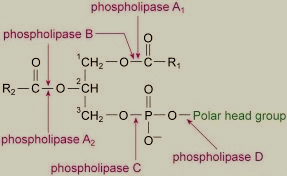 phospholipase A₁
phospholipase B
O
¹CH₂—O—C—R₁
O
R₂—C—O—²CH
O
³CH₂—O—P—O—Polar head group
O⁻
phospholipase A₂
phospholipase D
phospholipase C